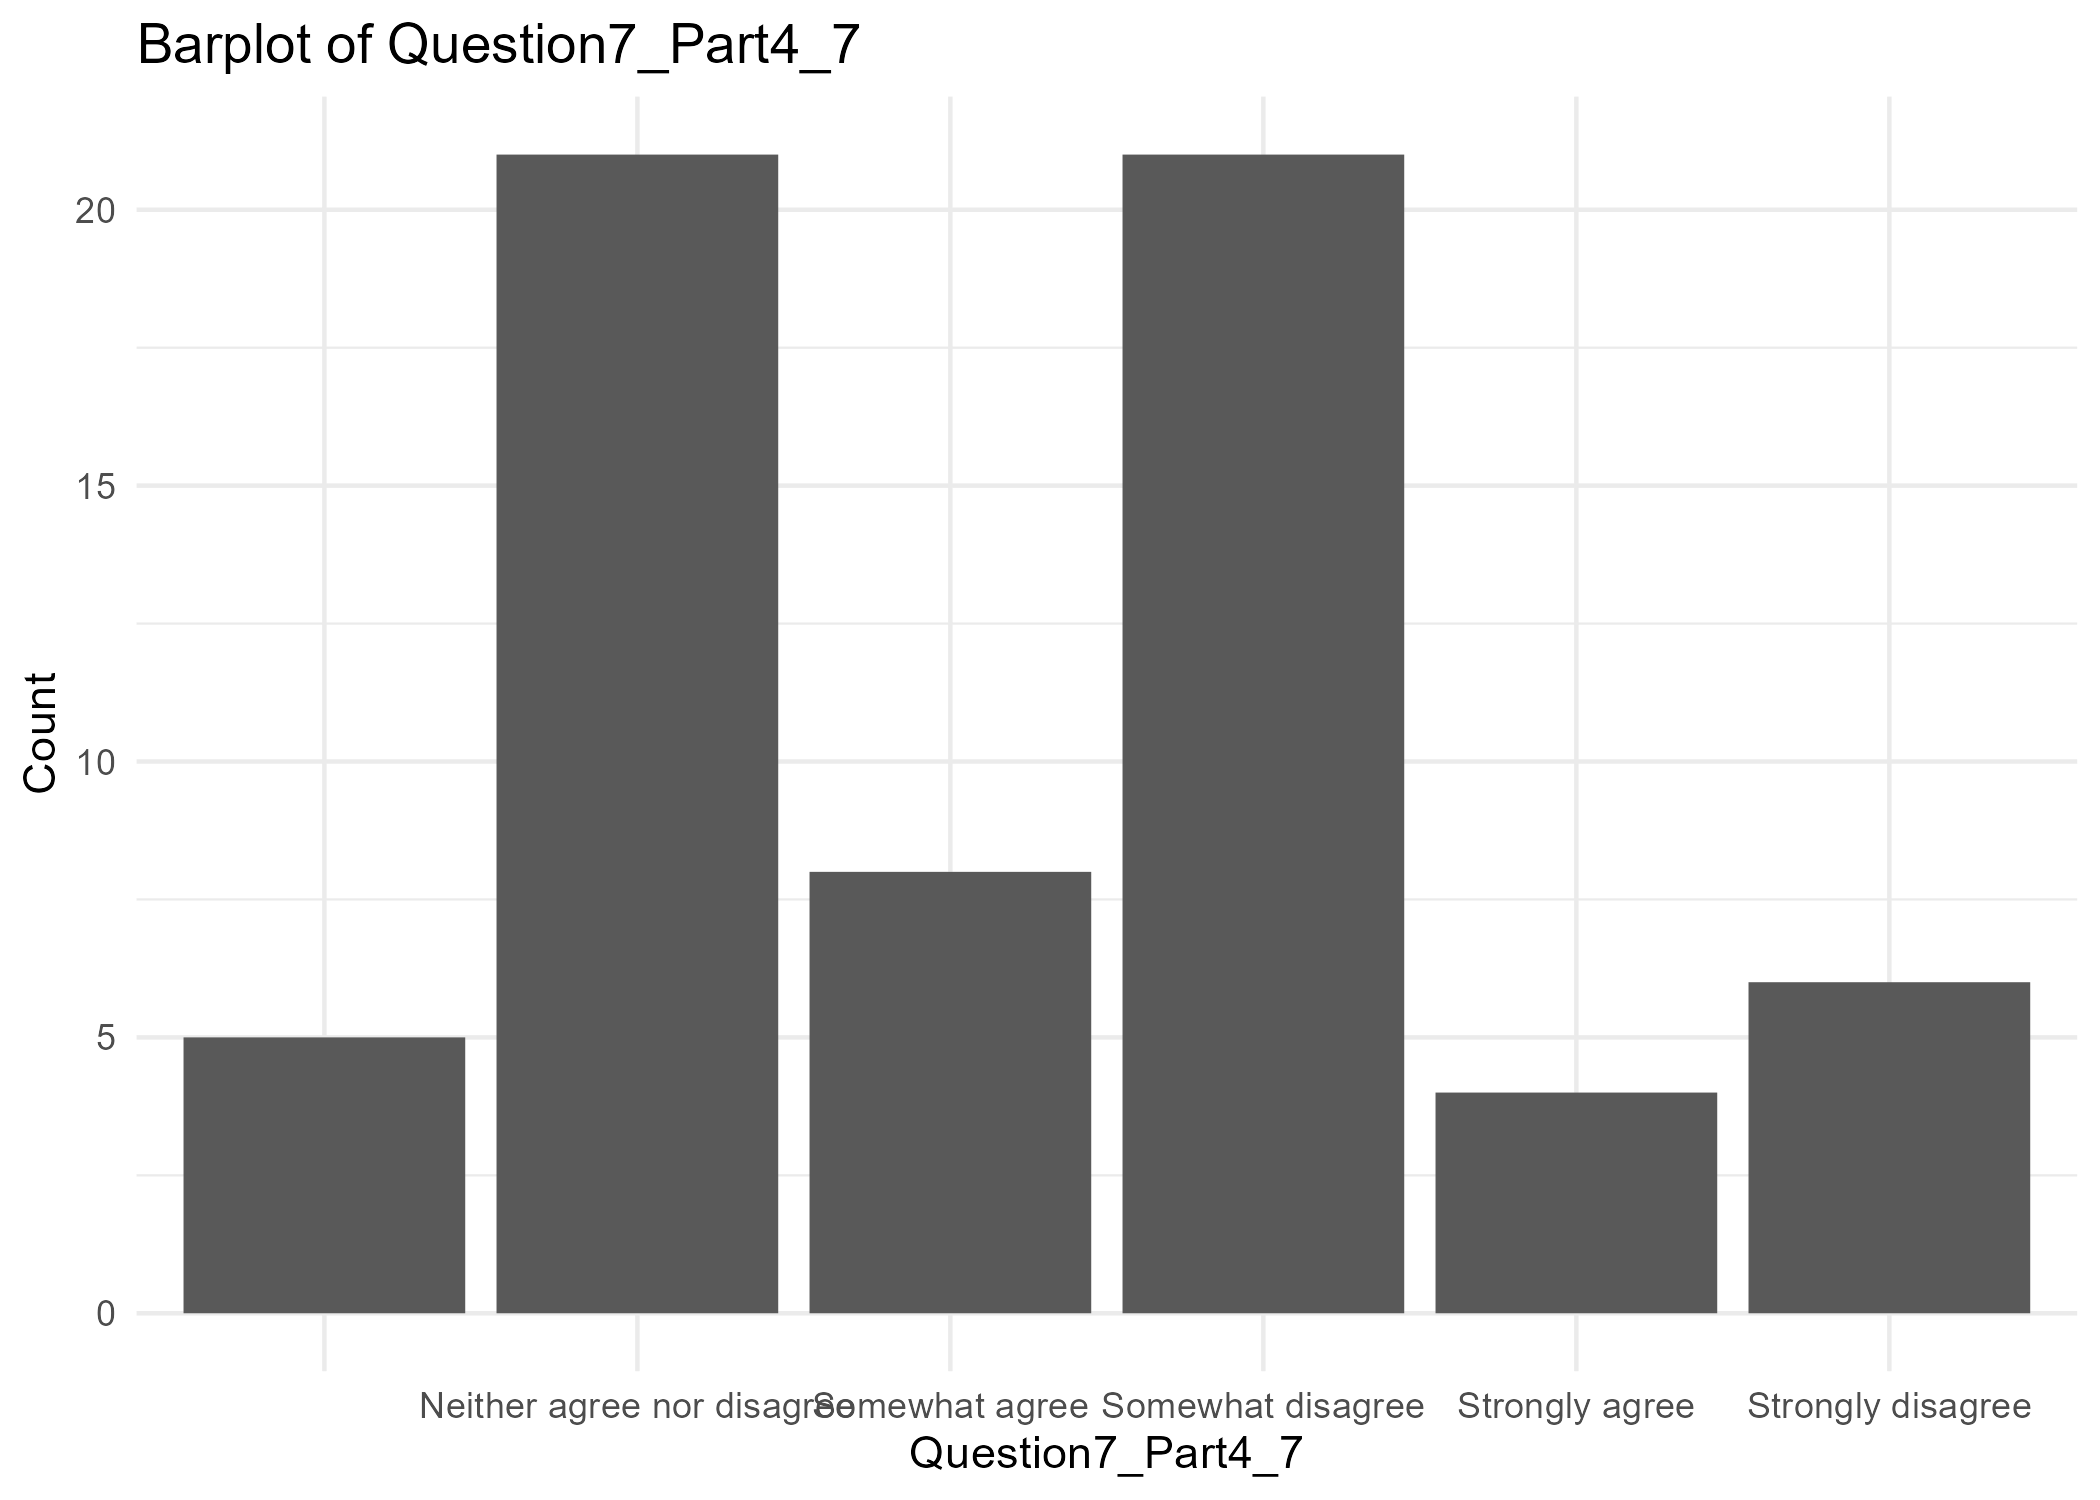 Barplot of Question7_Part4_7
20
15
10
5
0
Count
Neither agree nor disagree Somewhat agree Somewhat disagree Strongly agree Strongly disagree
Question7_Part4_7